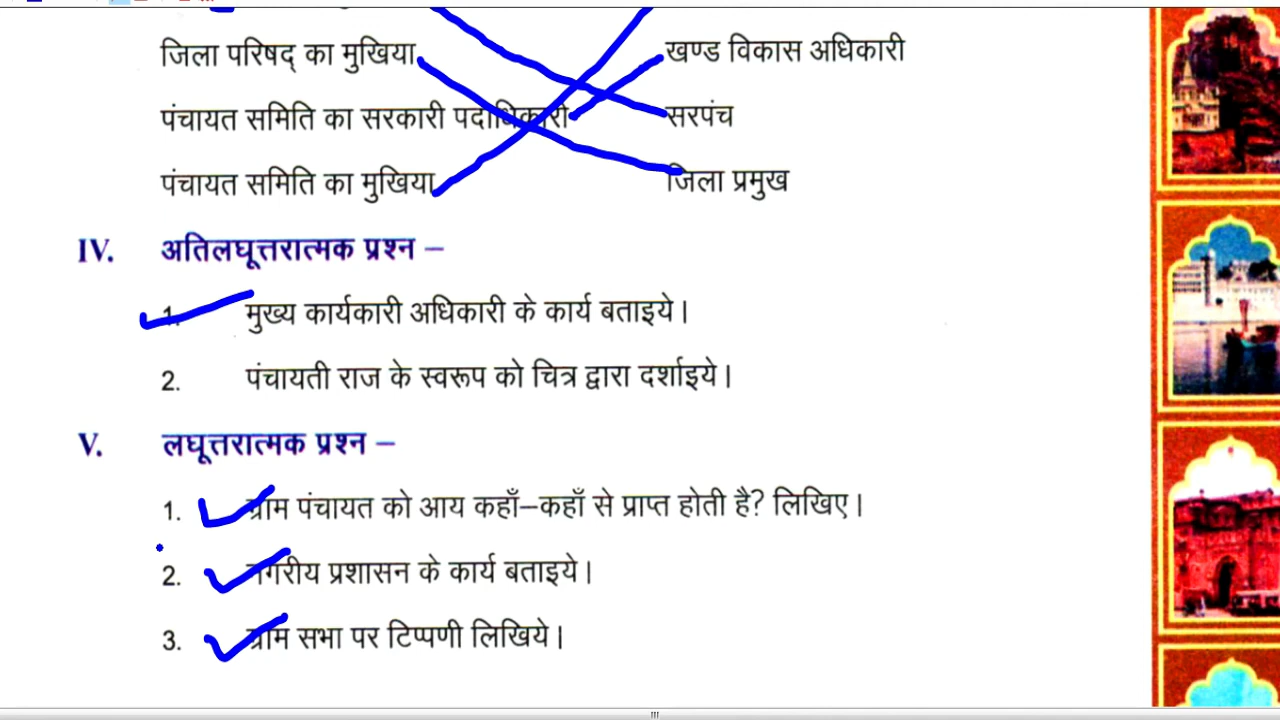 जिला परिषद् का मुखिया खण्ड विकास अधिकारी
पंचायत समिति का सरकारी पदाधिकारी सरपंच
पंचायत समिति का मुखिया जिला प्रमुख
IV. अतिलघूत्तरात्मक प्रश्न –
1. मुख्य कार्यकारी अधिकारी के कार्य बताइये।
2. पंचायती राज के स्वरूप को चित्र द्वारा दर्शाइये।
V. लघूत्तरात्मक प्रश्न –
1. ग्राम पंचायत को आय कहाँ–कहाँ से प्राप्त होती है? लिखिए।
2. नगरीय प्रशासन के कार्य बताइये।
3. ग्राम सभा पर टिप्पणी लिखिये।